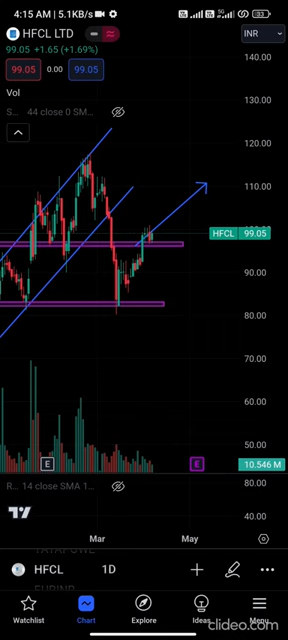 4:15 AM | 5.1KB/s
HFCL LTD
INR
99.05 +1.65 (+1.69%)
99.05 0.00 99.05
Vol
S... 44 close 0 SM...
140.00
130.00
120.00
110.00
HFCL 99.05
90.00
80.00
70.00
60.00
50.00
E
E
10.546 M
R... 14 close SMA 1...
80.00
40.00
Mar May
HFCL 1D
Watchlist Chart Explore Ideas Menu
clideo.com